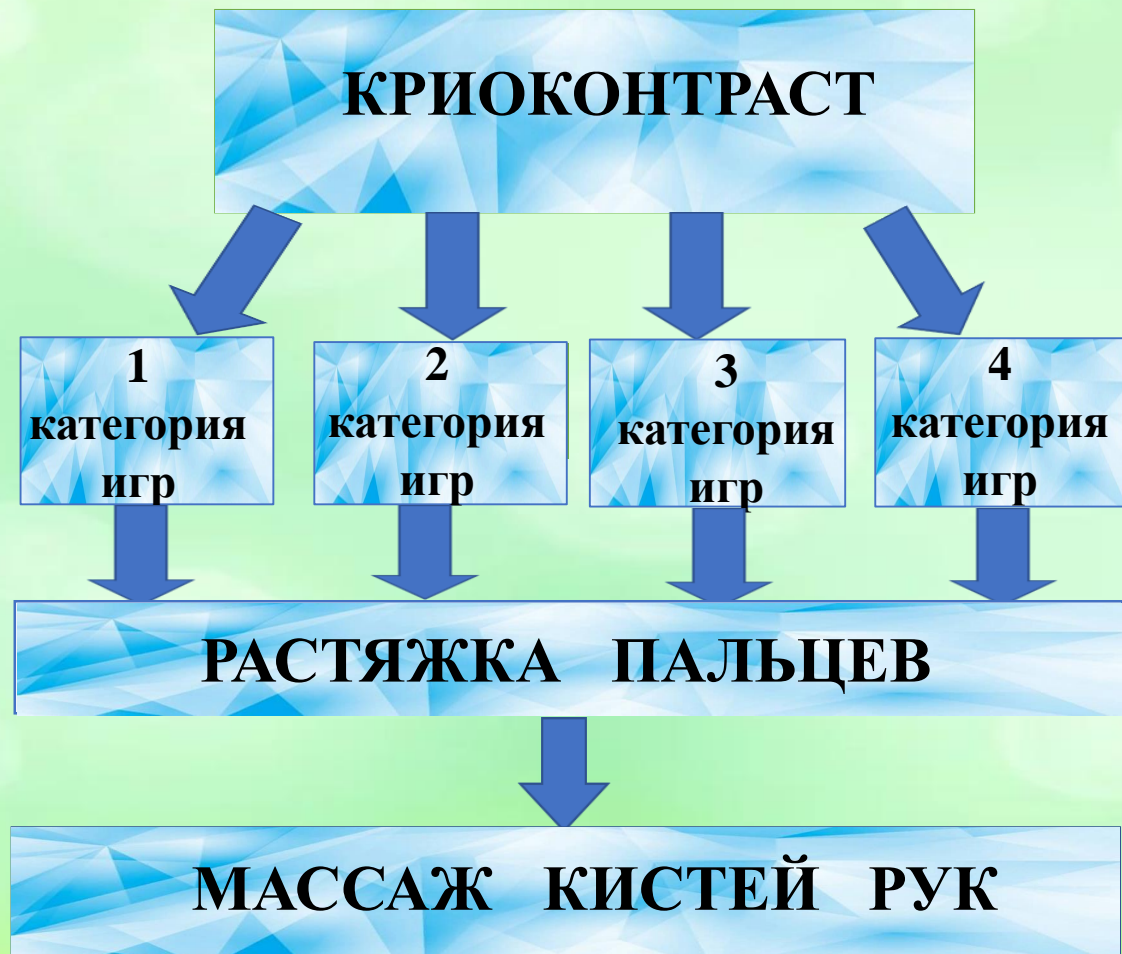 КРИОКОНТРАСТ
1
категория
игр
2
категория
игр
3
категория
игр
4
категория
игр
РАСТЯЖКА ПАЛЬЦЕВ
МАССАЖ КИСТЕЙ РУК